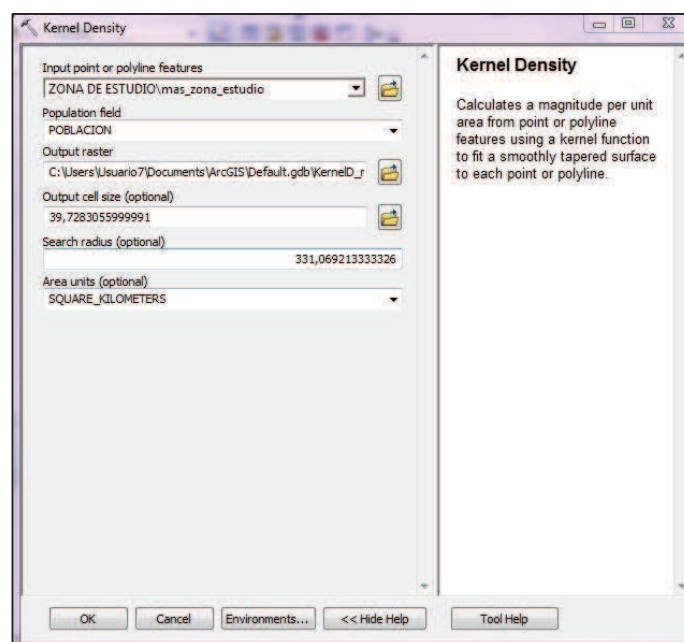 Kernel Density
Input point or polyline features
ZONA DE ESTUDIO\mas_zona_estudio
Population field
POBLACION
Output raster
C:\Users\Usuario7\Documents\ArcGIS\Default.gdb\KernelD_r
Output cell size (optional)
39,7283055999991
Search radius (optional)
331,069213333326
Area units (optional)
SQUARE_KILOMETERS
Kernel Density
Calculates a magnitude per unit
area from point or polyline
features using a kernel function
to fit a smoothly tapered surface
to each point or polyline.
OK
Cancel
Environments...
<< Hide Help
Tool Help